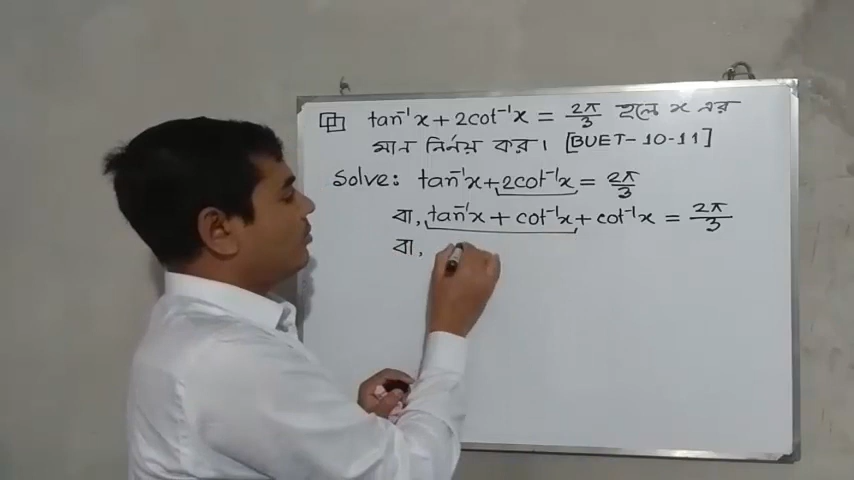 tan⁻¹x + 2cot⁻¹x = 2π/3 হলে x এর
মান নির্ণয় কর। [BUET-10-11]
Solve: tan⁻¹x + 2cot⁻¹x = 2π/3
বা, tan⁻¹x + cot⁻¹x + cot⁻¹x = 2π/3
বা,